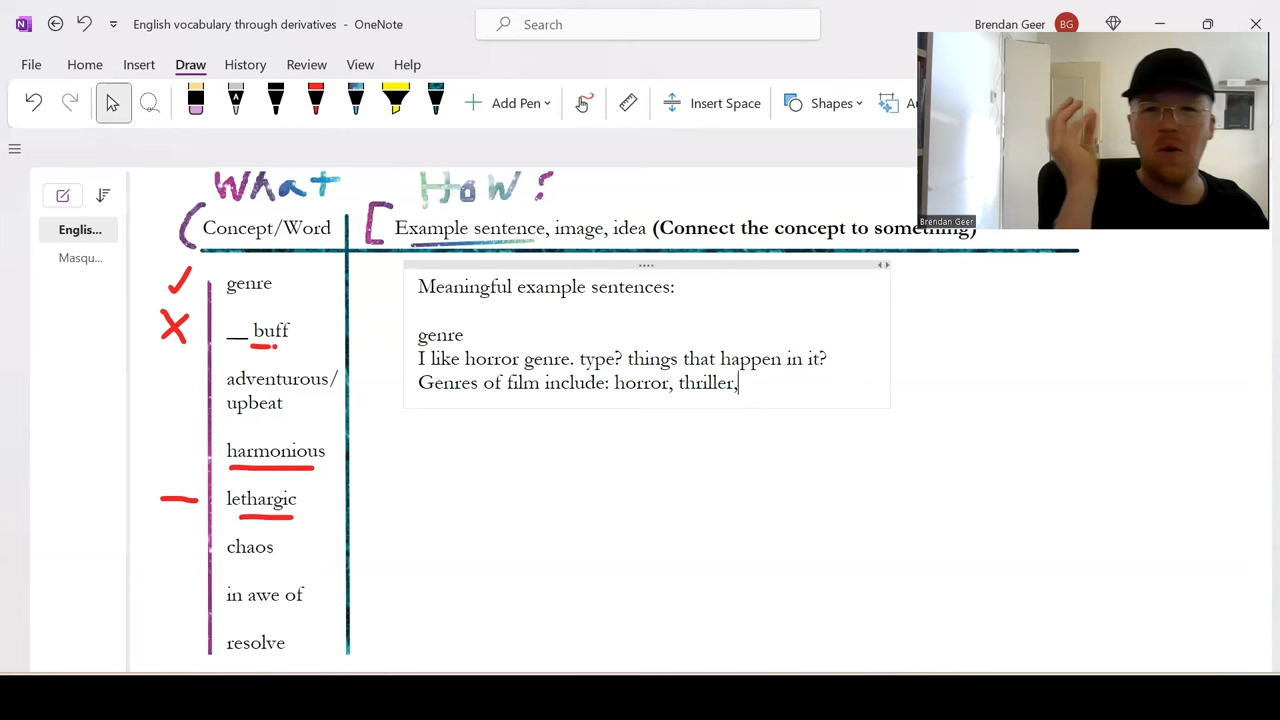 English vocabulary through derivatives - OneNote
Search
Brendan Geer
BG
File Home Insert Draw View History Review View Help
Add Pen
Insert Space
Shapes
Au
What How?
Concept/Word
Example sentence, image, idea (Connect the concept to something)
Brendan Geer
Englis...
Masqu...
genre
__ buff
adventurous/
upbeat
harmonious
lethargic
chaos
in awe of
resolve
Meaningful example sentences:
genre
I like horror genre. type? things that happen in it?
Genres of film include: horror, thriller,